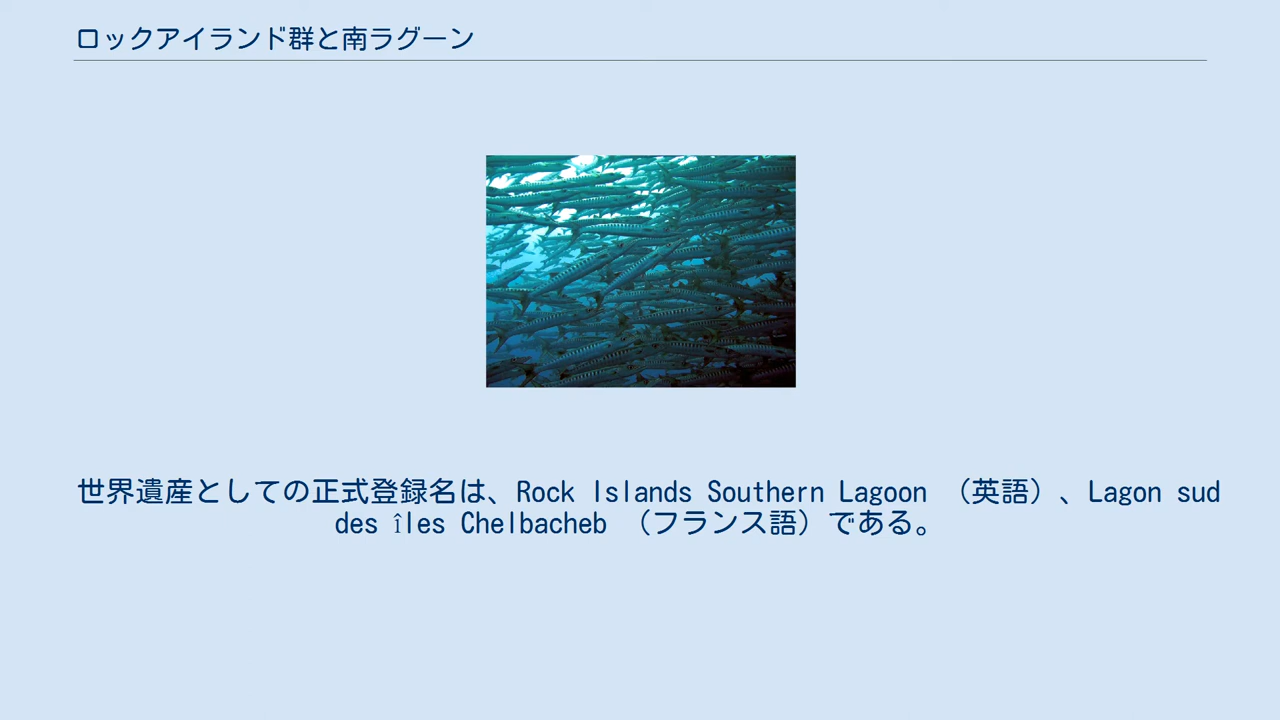 ロックアイランド群と南ラグーン
世界遺産としての正式登録名は、Rock Islands Southern Lagoon （英語）、Lagon sud
des îles Chelbacheb （フランス語）である。